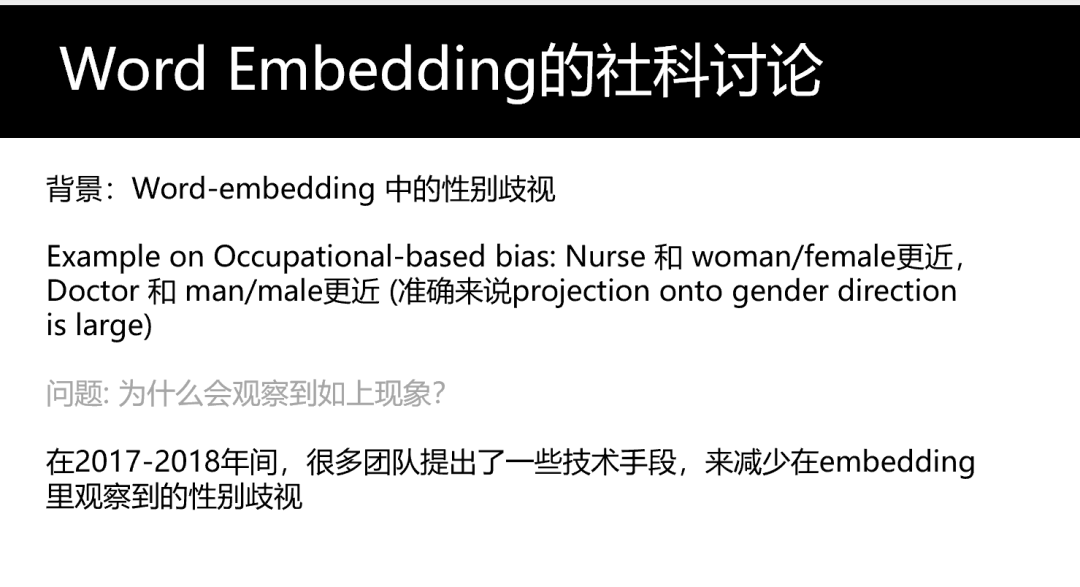 Word Embedding的社科讨论
背景：Word-embedding 中的性别歧视
Example on Occupational-based bias: Nurse 和 woman/female更近，
Doctor 和 man/male更近 (准确来说projection onto gender direction
is large)
问题: 为什么会观察到如上现象？
在2017-2018年间，很多团队提出了一些技术手段，来减少在embedding
里观察到的性别歧视